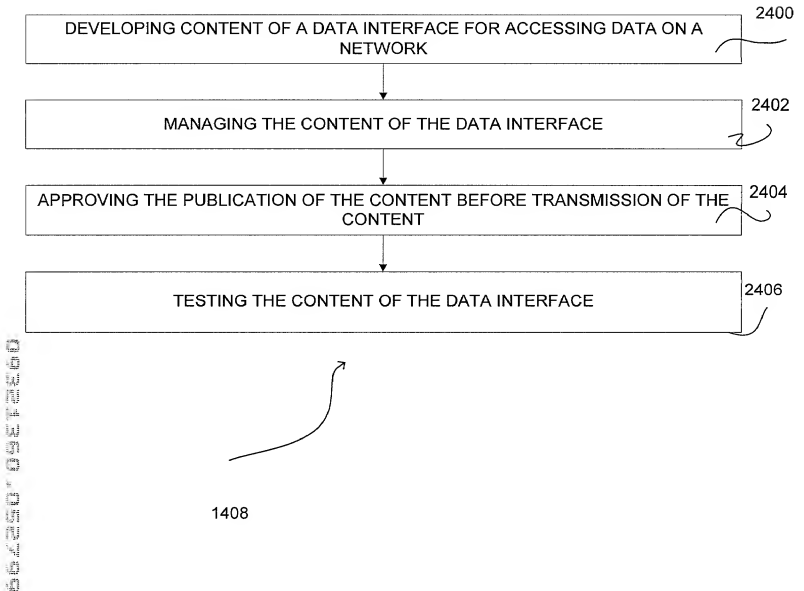 2400
DEVELOPING CONTENT OF A DATA INTERFACE FOR ACCESSING DATA ON A
NETWORK
2402
MANAGING THE CONTENT OF THE DATA INTERFACE
2404
APPROVING THE PUBLICATION OF THE CONTENT BEFORE TRANSMISSION OF THE
CONTENT
2406
TESTING THE CONTENT OF THE DATA INTERFACE
1408